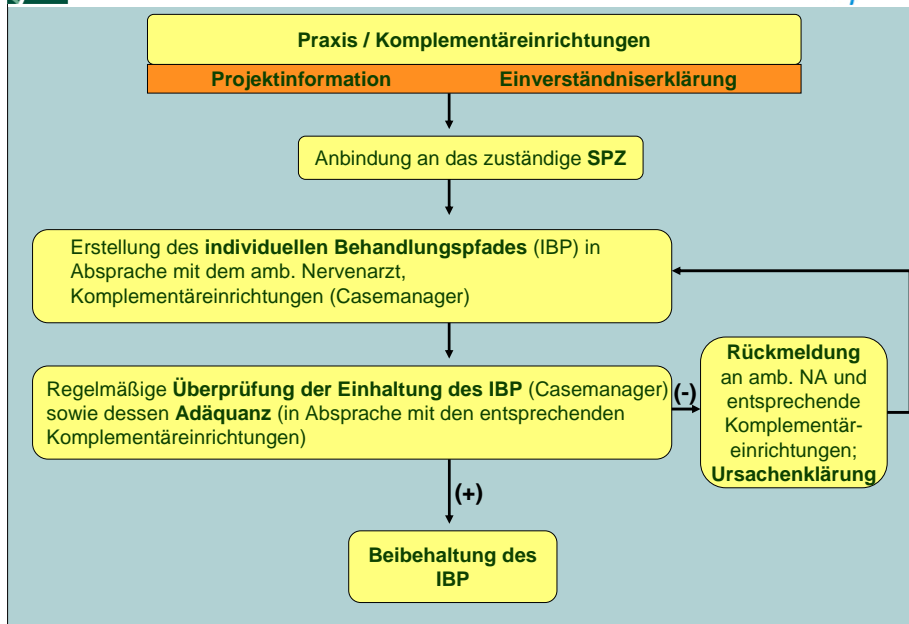 Praxis / Komplementäreinrichtungen
Projektinformation Einverständniserklärung
Anbindung an das zuständige SPZ
Erstellung des individuellen Behandlungspfades (IBP) in
Absprache mit dem amb. Nervenarzt,
Komplementäreinrichtungen (Casemanager)
Regelmäßige Überprüfung der Einhaltung des IBP (Casemanager)
sowie dessen Adäquanz (in Absprache mit den entsprechenden
Komplementäreinrichtungen)
(-)
Rückmeldung
an amb. NA und
entsprechende
Komplementär-
einrichtungen;
Ursachenklärung
(+)
Beibehaltung des
IBP